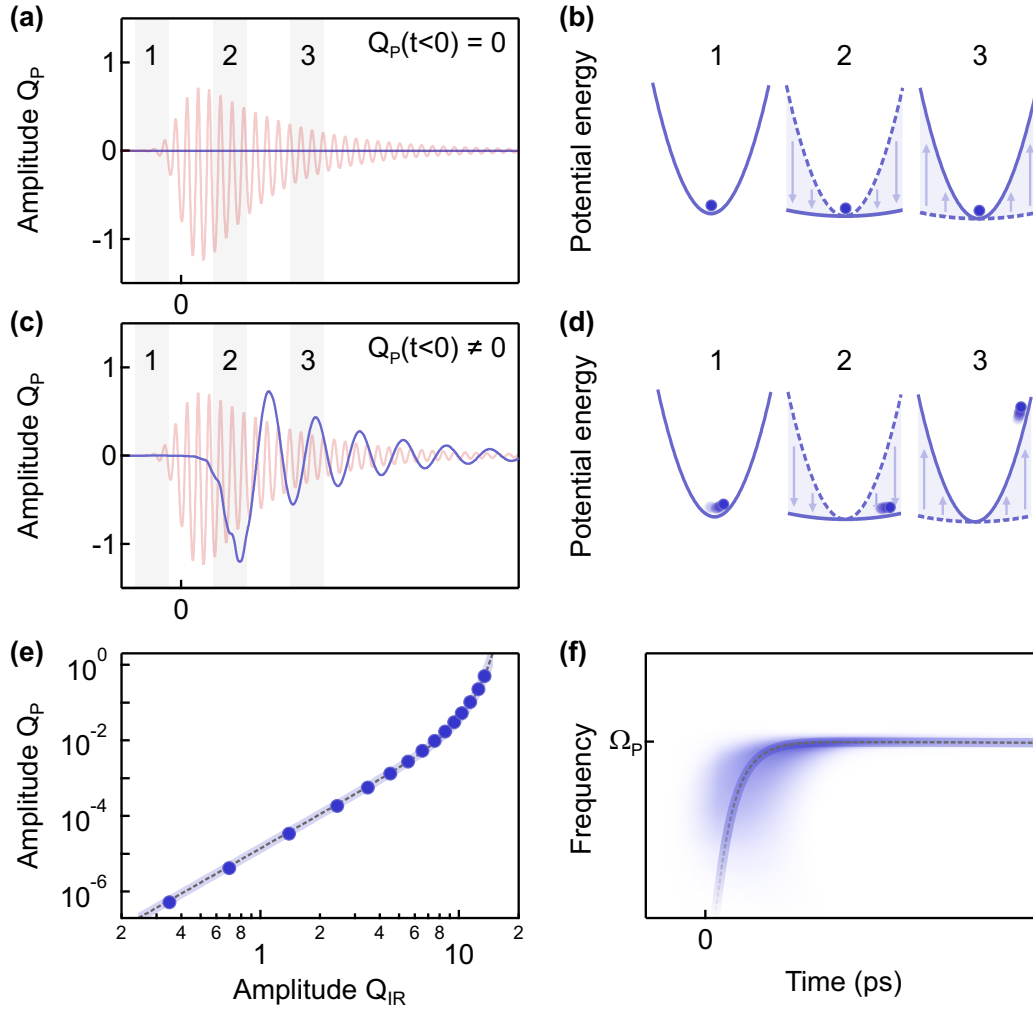 (a)
Amplitude Q_P
1
0
-1
1
2
3
Q_P(t<0) = 0
0
(b)
Potential energy
1
2
3
(c)
Amplitude Q_P
1
0
-1
1
2
3
Q_P(t<0) ≠ 0
0
(d)
Potential energy
1
2
3
(e)
Amplitude Q_P
10^0
10^-2
10^-4
10^-6
2 4 6 8 2 4 6 8 2
1 10
Amplitude Q_IR
(f)
Frequency
Ω_P
0
Time (ps)